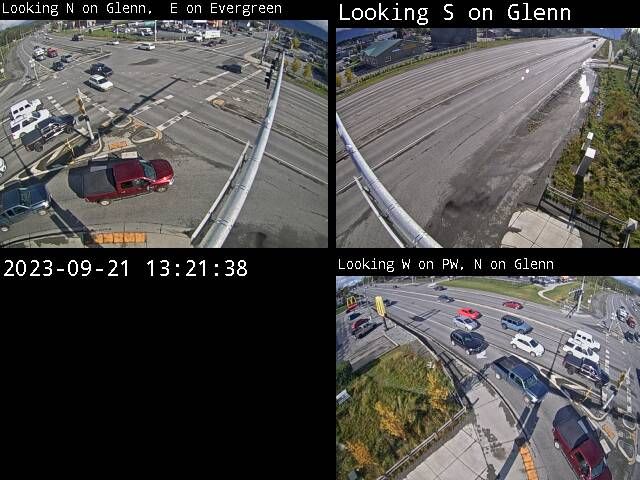 Looking N on Glenn, E on Evergreen
Looking S on Glenn
2023-09-21 13:21:38
Looking W on PW, N on Glenn